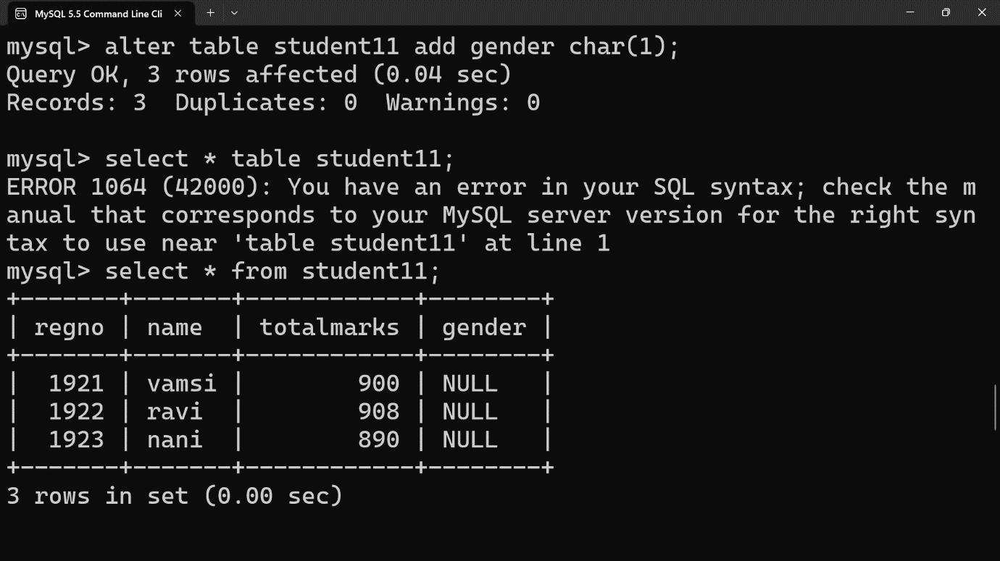 MySQL 5.5 Command Line Cli
mysql> alter table student11 add gender char(1);
Query OK, 3 rows affected (0.04 sec)
Records: 3  Duplicates: 0  Warnings: 0
mysql> select * table student11;
ERROR 1064 (42000): You have an error in your SQL syntax; check the m
anual that corresponds to your MySQL server version for the right syn
tax to use near 'table student11' at line 1
mysql> select * from student11;
+-------+-------+------------+--------+
| regno | name  | totalmarks | gender |
+-------+-------+------------+--------+
|  1921 | vamsi |        900 | NULL   |
|  1922 | ravi  |        908 | NULL   |
|  1923 | nani  |        890 | NULL   |
+-------+-------+------------+--------+
3 rows in set (0.00 sec)